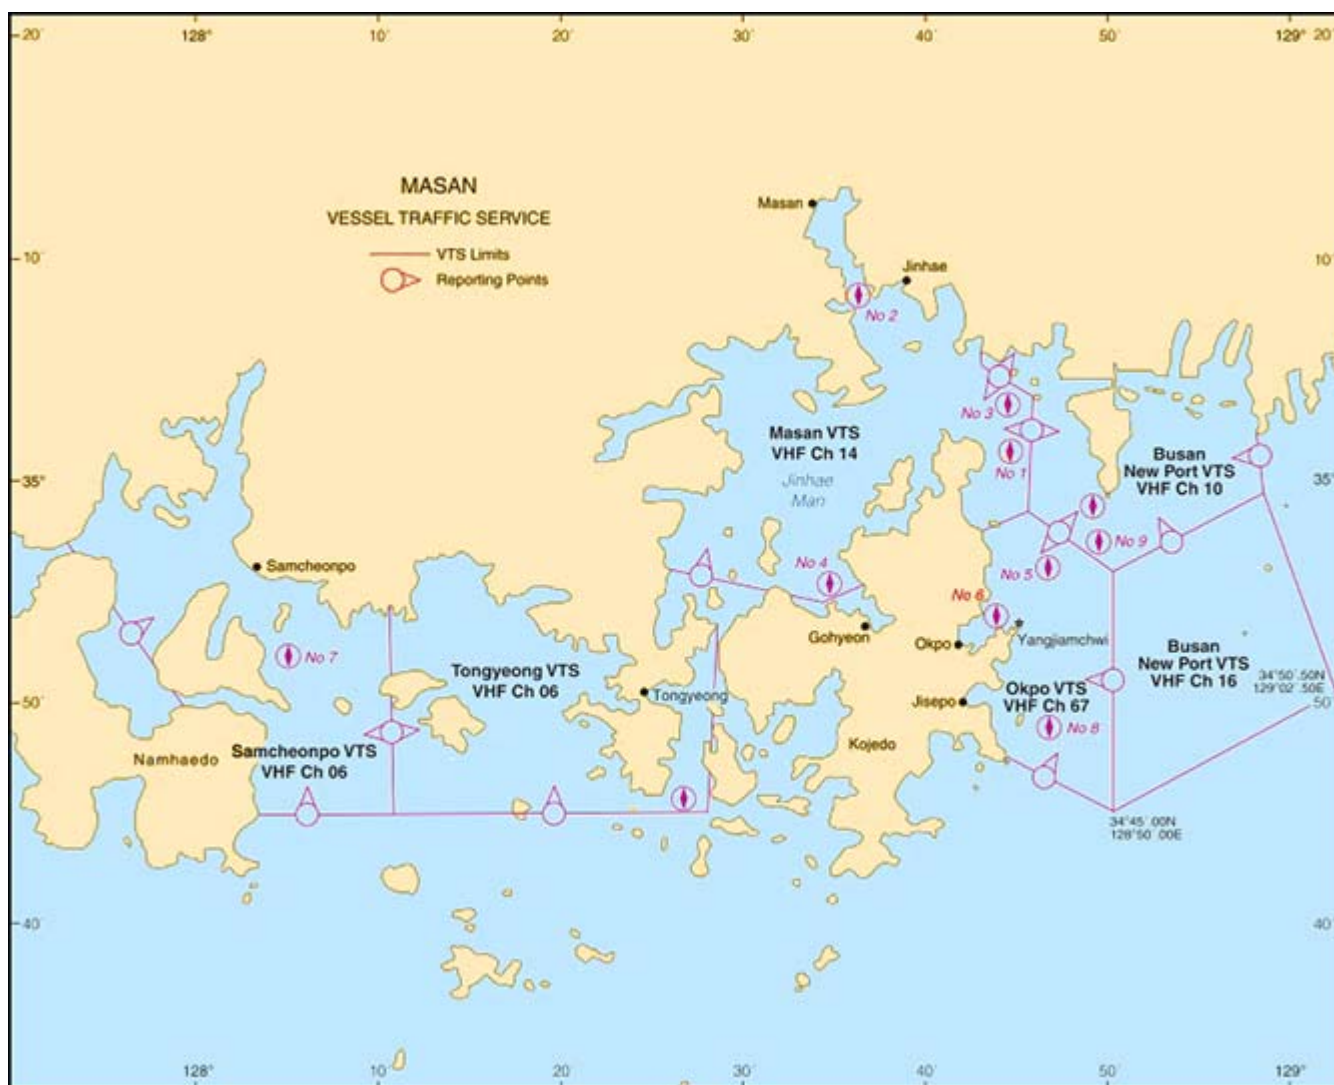 20´ 128° 10´ 20´ 30´ 40´ 50´ 129° 20´
MASAN
VESSEL TRAFFIC SERVICE
VTS Limits
Reporting Points
Masan
10´ 10´
Jinhae
No 2
No 3
Masan VTS
VHF Ch 14
Jinhae
Man
No 1
Busan
New Port VTS
VHF Ch 10
35° 35°
No 9
No 5
No 4
Samcheonpo
No 6
Gohyeon
Okpo
Yangjiamchwi
No 7
Tongyeong VTS
VHF Ch 06
Tongyeong
Busan
New Port VTS
VHF Ch 16
34°50´.50N
129°02´.50E
50´ 50´
Jisepo
Okpo VTS
VHF Ch 67
No 8
Kojedo
Namhaedo
Samcheonpo VTS
VHF Ch 06
34°45´.00N
128°50´.00E
40´ 40´
128° 10´ 20´ 30´ 40´ 50´ 129°